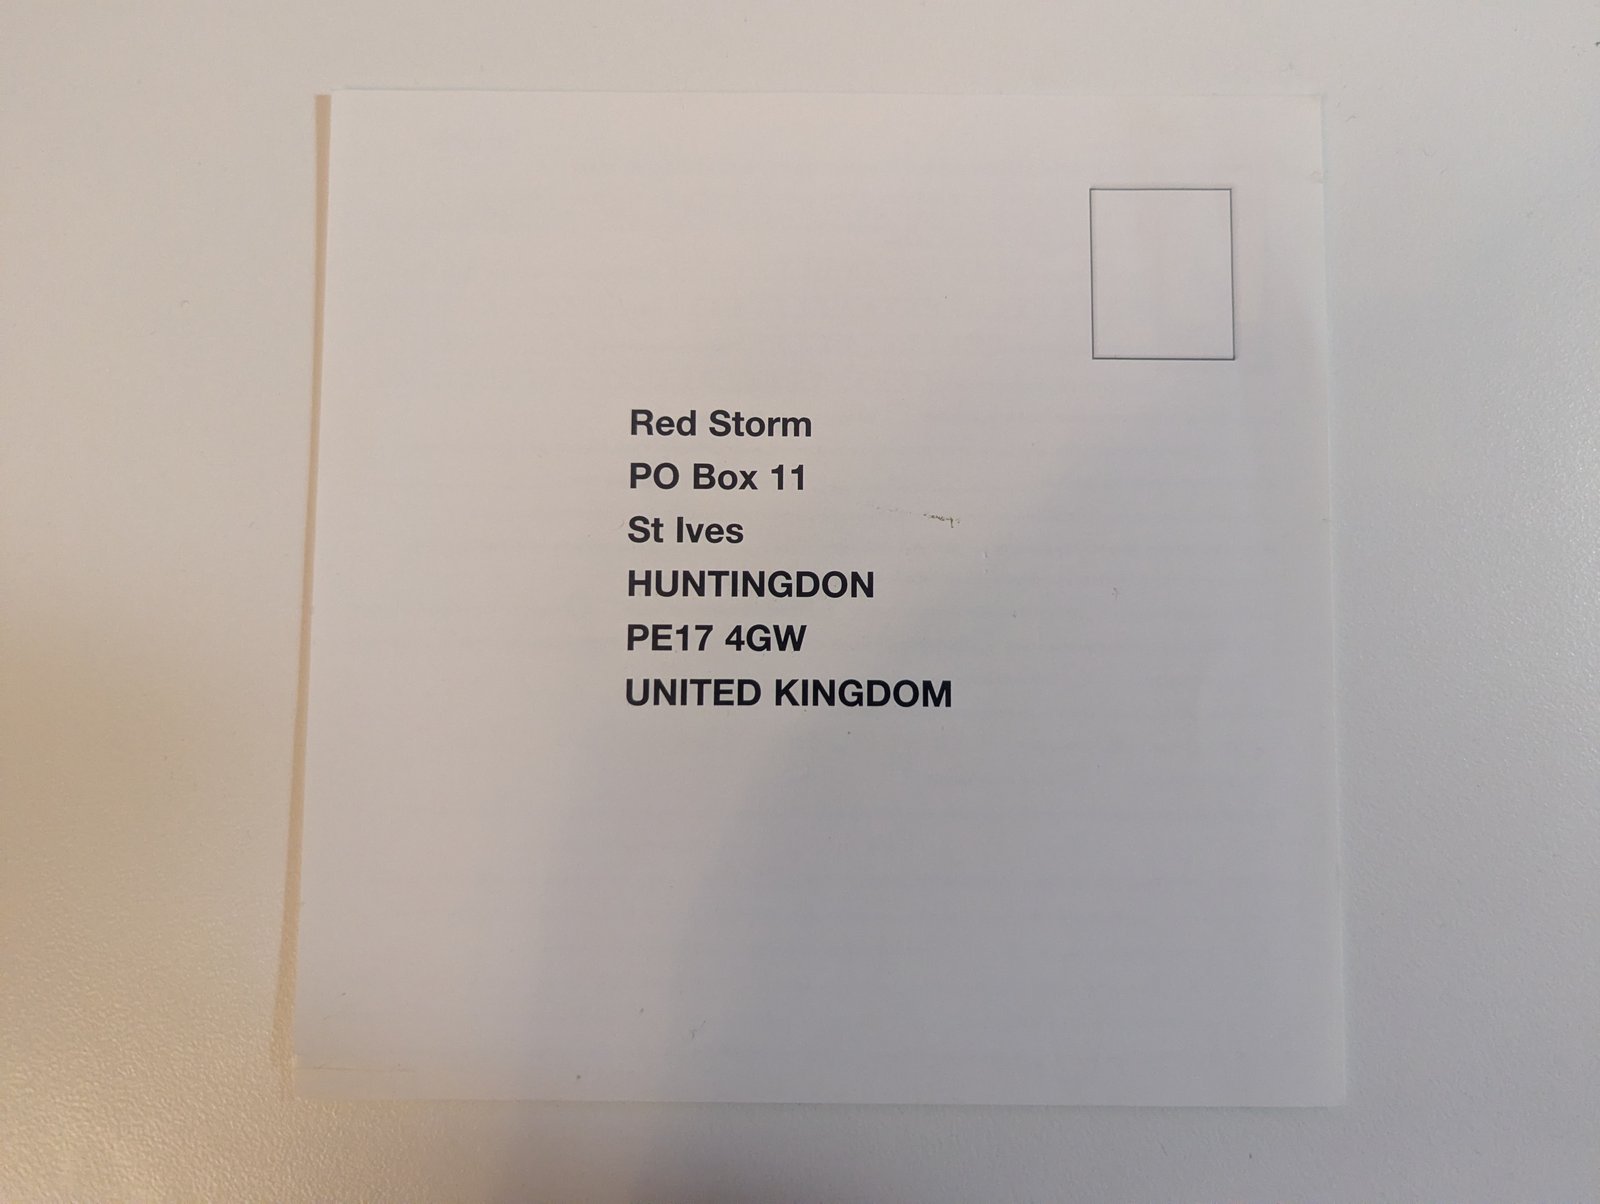 Red Storm
PO Box 11
St Ives
HUNTINGDON
PE17 4GW
UNITED KINGDOM